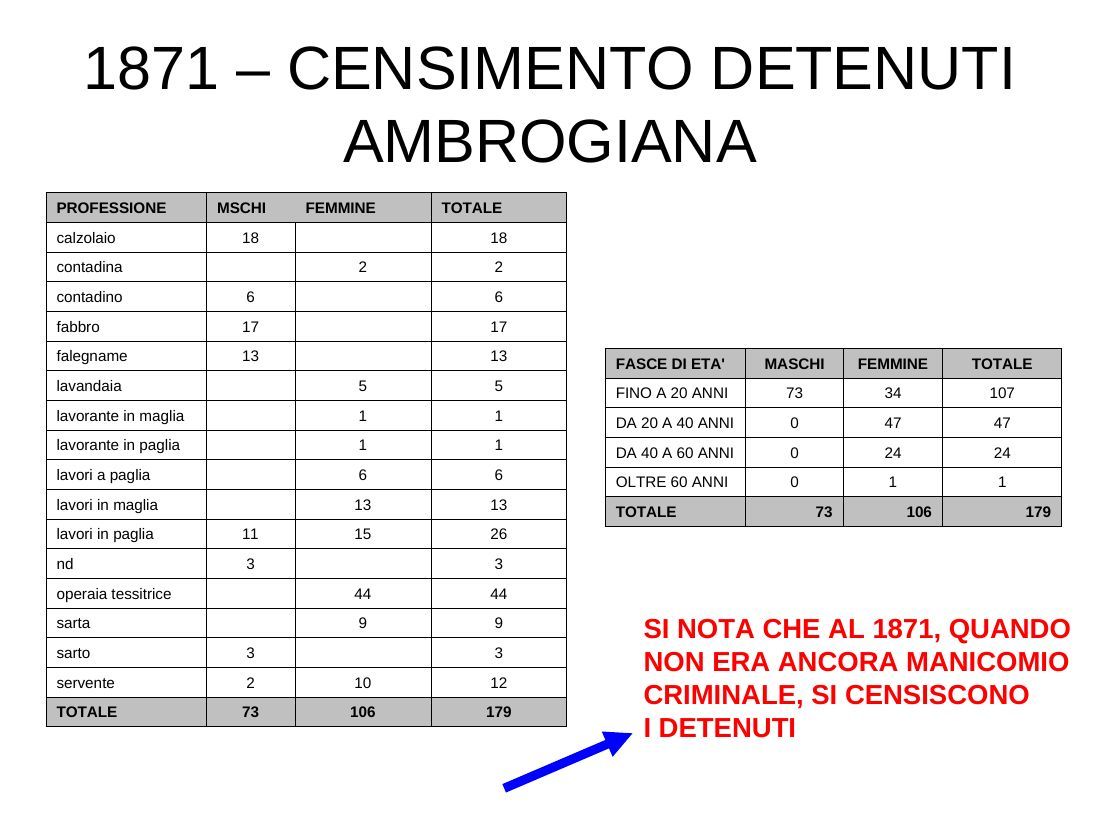 1871 – CENSIMENTO DETENUTI
AMBROGIANA
PROFESSIONE MSCHI FEMMINE TOTALE
calzolaio 18 18
contadina 2 2
contadino 6 6
fabbro 17 17
falegname 13 13
lavandaia 5 5
lavorante in maglia 1 1
lavorante in paglia 1 1
lavori a paglia 6 6
lavori in maglia 13 13
lavori in paglia 11 15 26
nd 3 3
operaia tessitrice 44 44
sarta 9 9
sarto 3 3
servente 2 10 12
TOTALE 73 106 179
FASCE DI ETA' MASCHI FEMMINE TOTALE
FINO A 20 ANNI 73 34 107
DA 20 A 40 ANNI 0 47 47
DA 40 A 60 ANNI 0 24 24
OLTRE 60 ANNI 0 1 1
TOTALE 73 106 179
SI NOTA CHE AL 1871, QUANDO
NON ERA ANCORA MANICOMIO
CRIMINALE, SI CENSISCONO
I DETENUTI